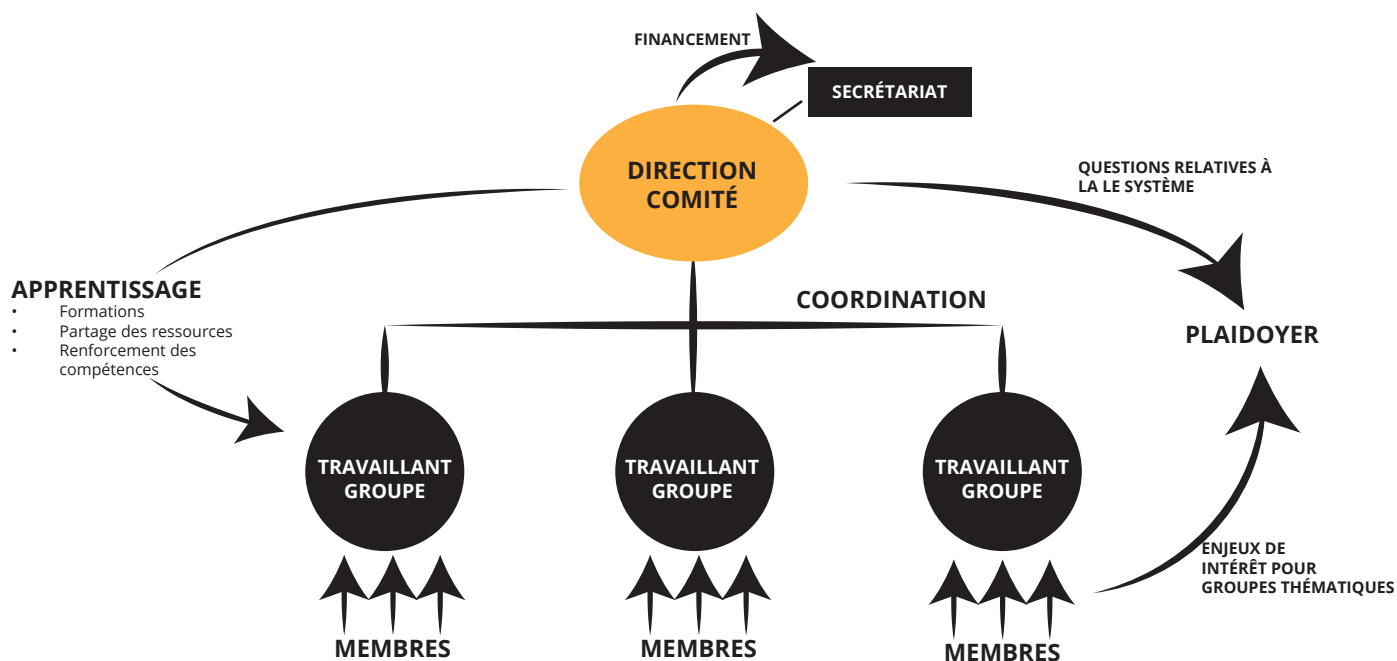 FINANCEMENT
SECRÉTARIAT
DIRECTION
COMITÉ
QUESTIONS RELATIVES À
LA LE SYSTÈME
APPRENTISSAGE
• Formations
• Partage des ressources
• Renforcement des
compétences
COORDINATION
PLAIDOYER
TRAVAILLANT
GROUPE
TRAVAILLANT
GROUPE
TRAVAILLANT
GROUPE
ENJEUX DE
INTÉRÊT POUR
GROUPES THÉMATIQUES
MEMBRES
MEMBRES
MEMBRES